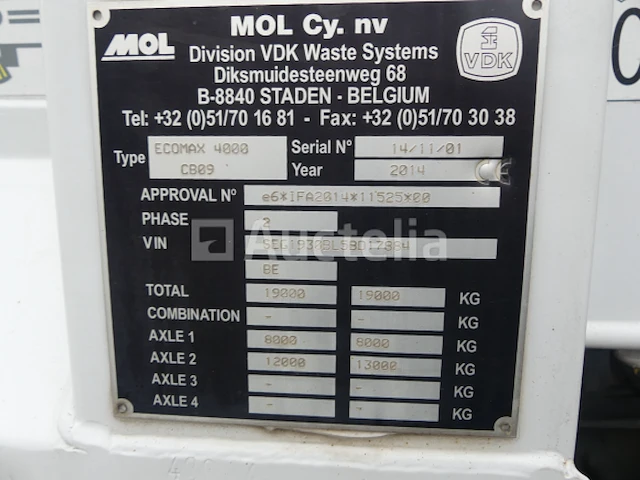 MOL
MOL Cy. nv
Division VDK Waste Systems
Diksmuidesteenweg 68
B-8840 STADEN - BELGIUM
VDK
Tel: +32 (0)51/70 16 81 - Fax: +32 (0)51/70 30 38
Type ECOMAX 4000 Serial N° 14/11/01
CB09 Year 2014 CE
APPROVAL N° e6*IFA2014*11525*00
PHASE 2
VIN
BE
Auctelia
TOTAL 19000 19000 KG
COMBINATION - - KG
AXLE 1 8000 8000 KG
AXLE 2 12000 13000 KG
AXLE 3 - - KG
AXLE 4 - - KG